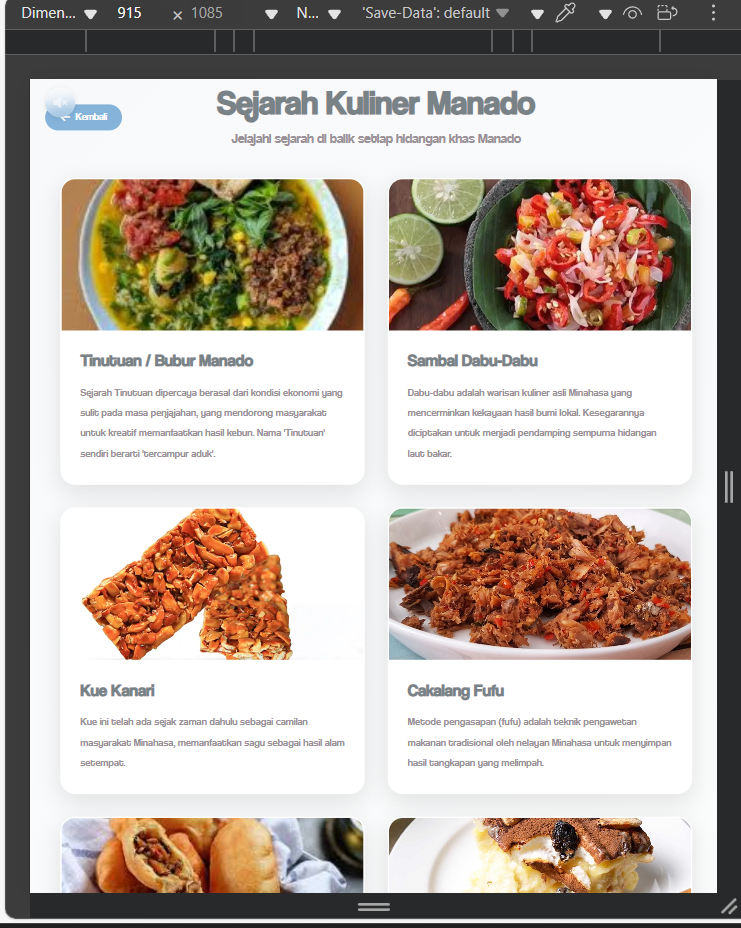 Dimen...
915
×
1085
N...
'Save-Data': default
← Kembali
Sejarah Kuliner Manado
Jelajahi sejarah di balik setiap hidangan khas Manado
Tinutuan / Bubur Manado
Sejarah Tinutuan dipercaya berasal dari kondisi ekonomi yang
sulit pada masa penjajahan, yang mendorong masyarakat
untuk kreatif memanfaatkan hasil kebun. Nama 'Tinutuan'
sendiri berarti 'tercampur aduk'.
Sambal Dabu-Dabu
Dabu-dabu adalah warisan kuliner asli Minahasa yang
mencerminkan kekayaan hasil bumi lokal. Kesegarannya
diciptakan untuk menjadi pendamping sempurna hidangan
laut bakar.
Kue Kanari
Kue ini telah ada sejak zaman dahulu sebagai camilan
masyarakat Minahasa, memanfaatkan sagu sebagai hasil alam
setempat.
Cakalang Fufu
Metode pengasapan (fufu) adalah teknik pengawetan
makanan tradisional oleh nelayan Minahasa untuk menyimpan
hasil tangkapan yang melimpah.